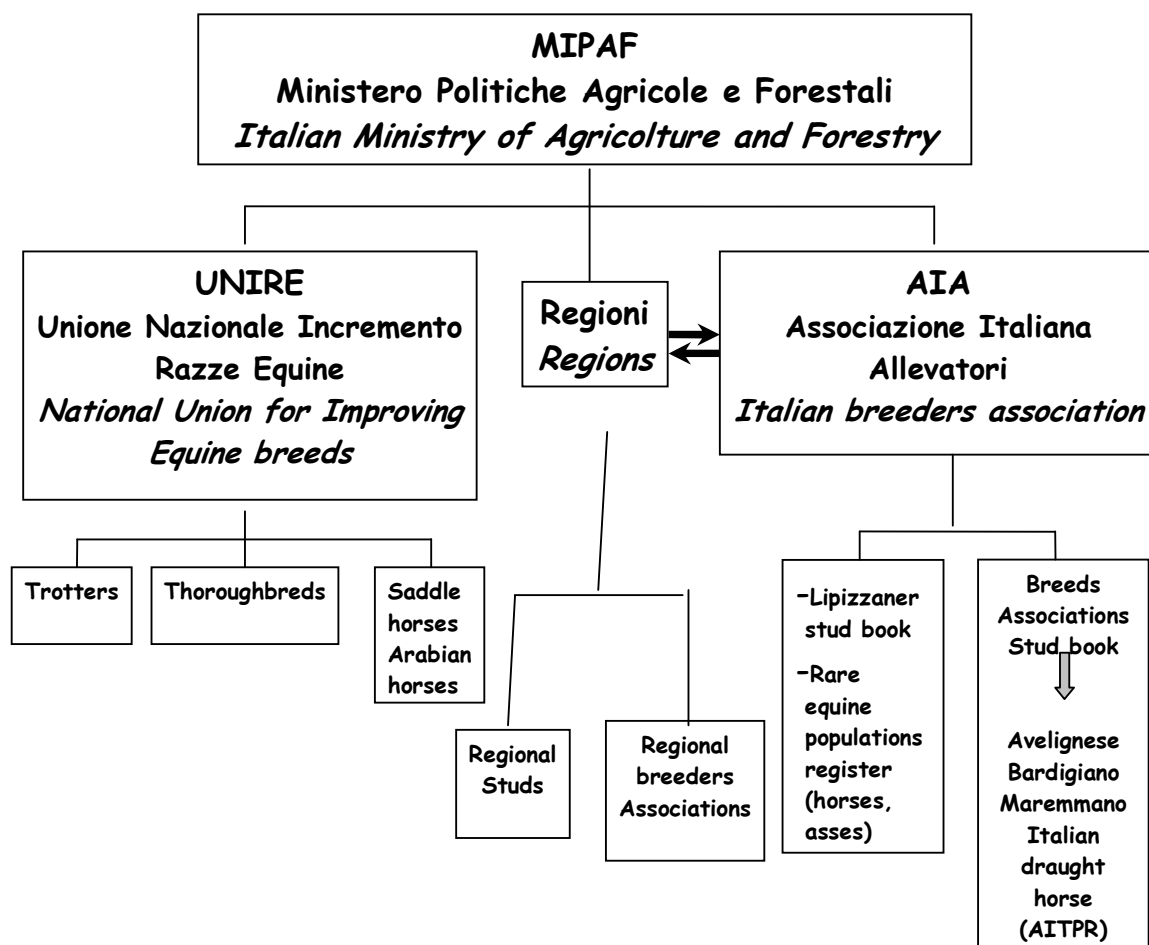 MIPAF
Ministero Politiche Agricole e Forestali
Italian Ministry of Agricolture and Forestry
UNIRE
Unione Nazionale Incremento
Razze Equine
National Union for Improving
Equine breeds
Regioni
Regions
AIA
Associazione Italiana
Allevatori
Italian breeders association
Trotters
Thoroughbreds
Saddle
horses
Arabian
horses
Regional
Studs
Regional
breeders
Associations
-Lipizzaner
stud book
-Rare
equine
populations
register
(horses,
asses)
Breeds
Associations
Stud book
Avelignese
Bardigiano
Maremmano
Italian
draught
horse
(AITPR)